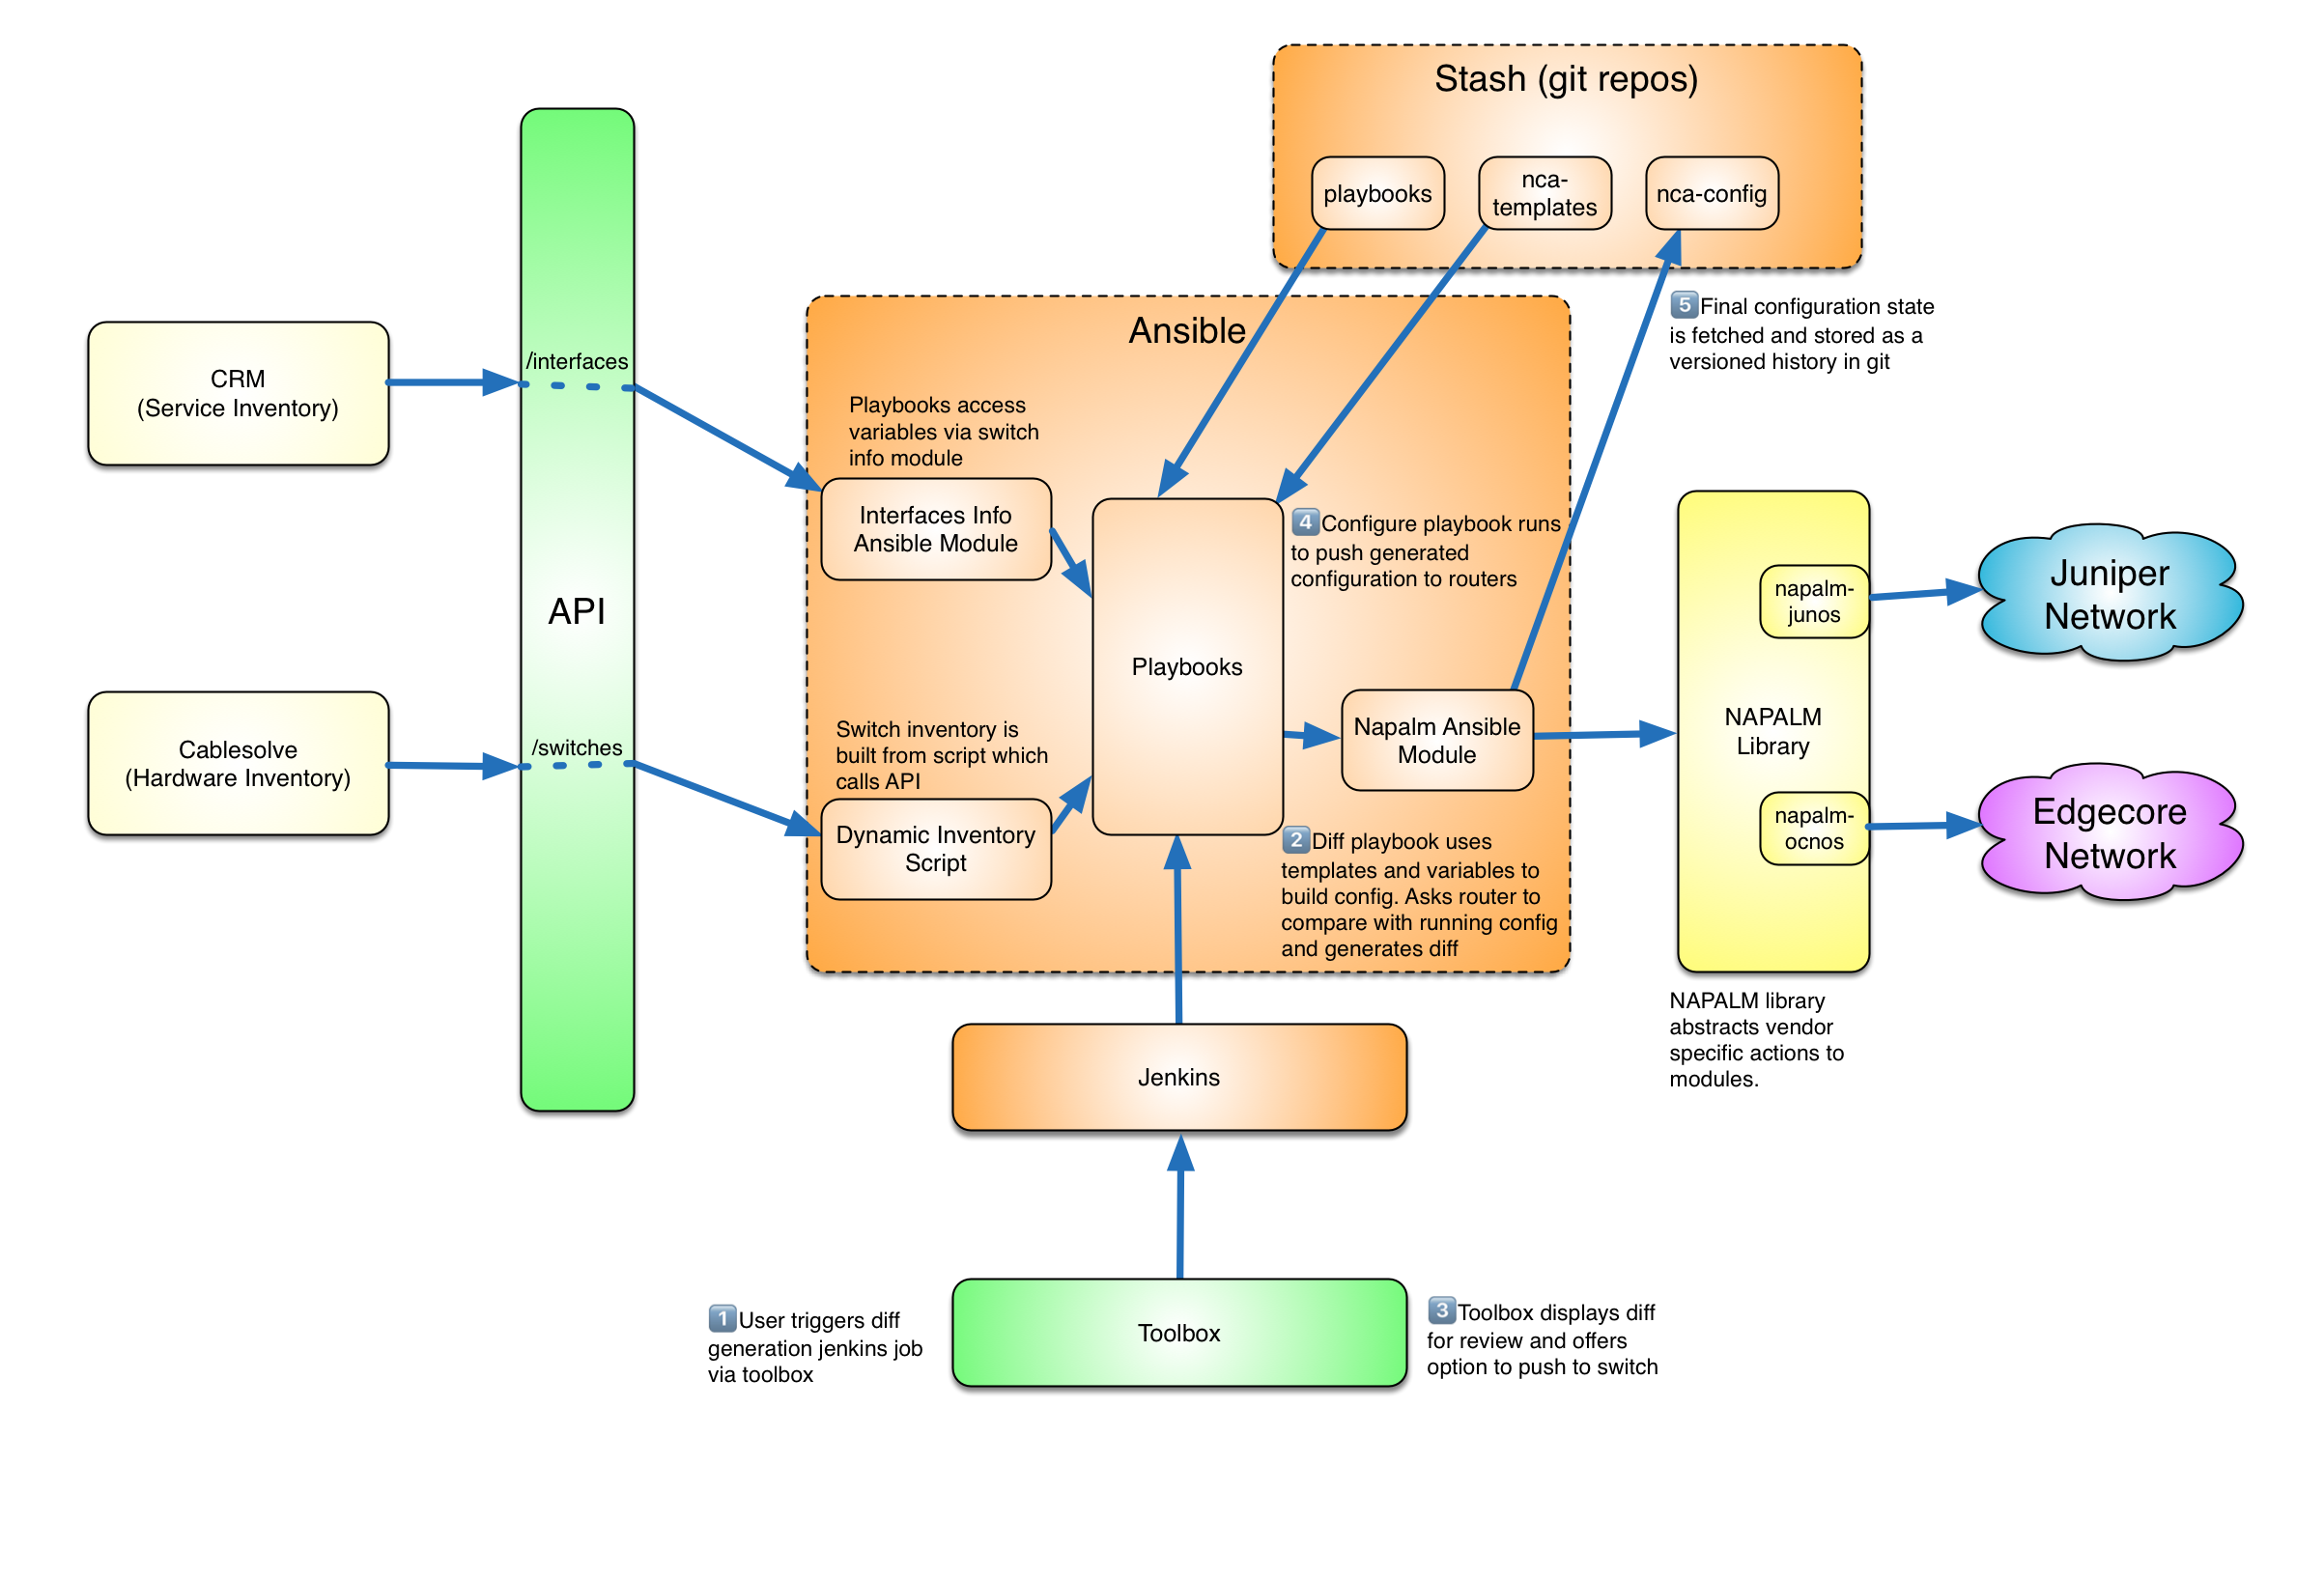 Stash (git repos)
playbooks
nca-
templates
nca-config
5 Final configuration state
is fetched and stored as a
versioned history in git
CRM
(Service Inventory)
/interfaces
API
Cablesolve
(Hardware Inventory)
/switches
Ansible
Playbooks access
variables via switch
info module
Interfaces Info
Ansible Module
Playbooks
4 Configure playbook runs
to push generated
configuration to routers
Switch inventory is
built from script which
calls API
Dynamic Inventory
Script
Napalm Ansible
Module
2 Diff playbook uses
templates and variables to
build config. Asks router to
compare with running config
and generates diff
NAPALM
Library
napalm-
junos
napalm-
ocnos
Juniper
Network
Edgecore
Network
NAPALM library
abstracts vendor
specific actions to
modules.
Jenkins
1 User triggers diff
generation jenkins job
via toolbox
Toolbox
3 Toolbox displays diff
for review and offers
option to push to switch